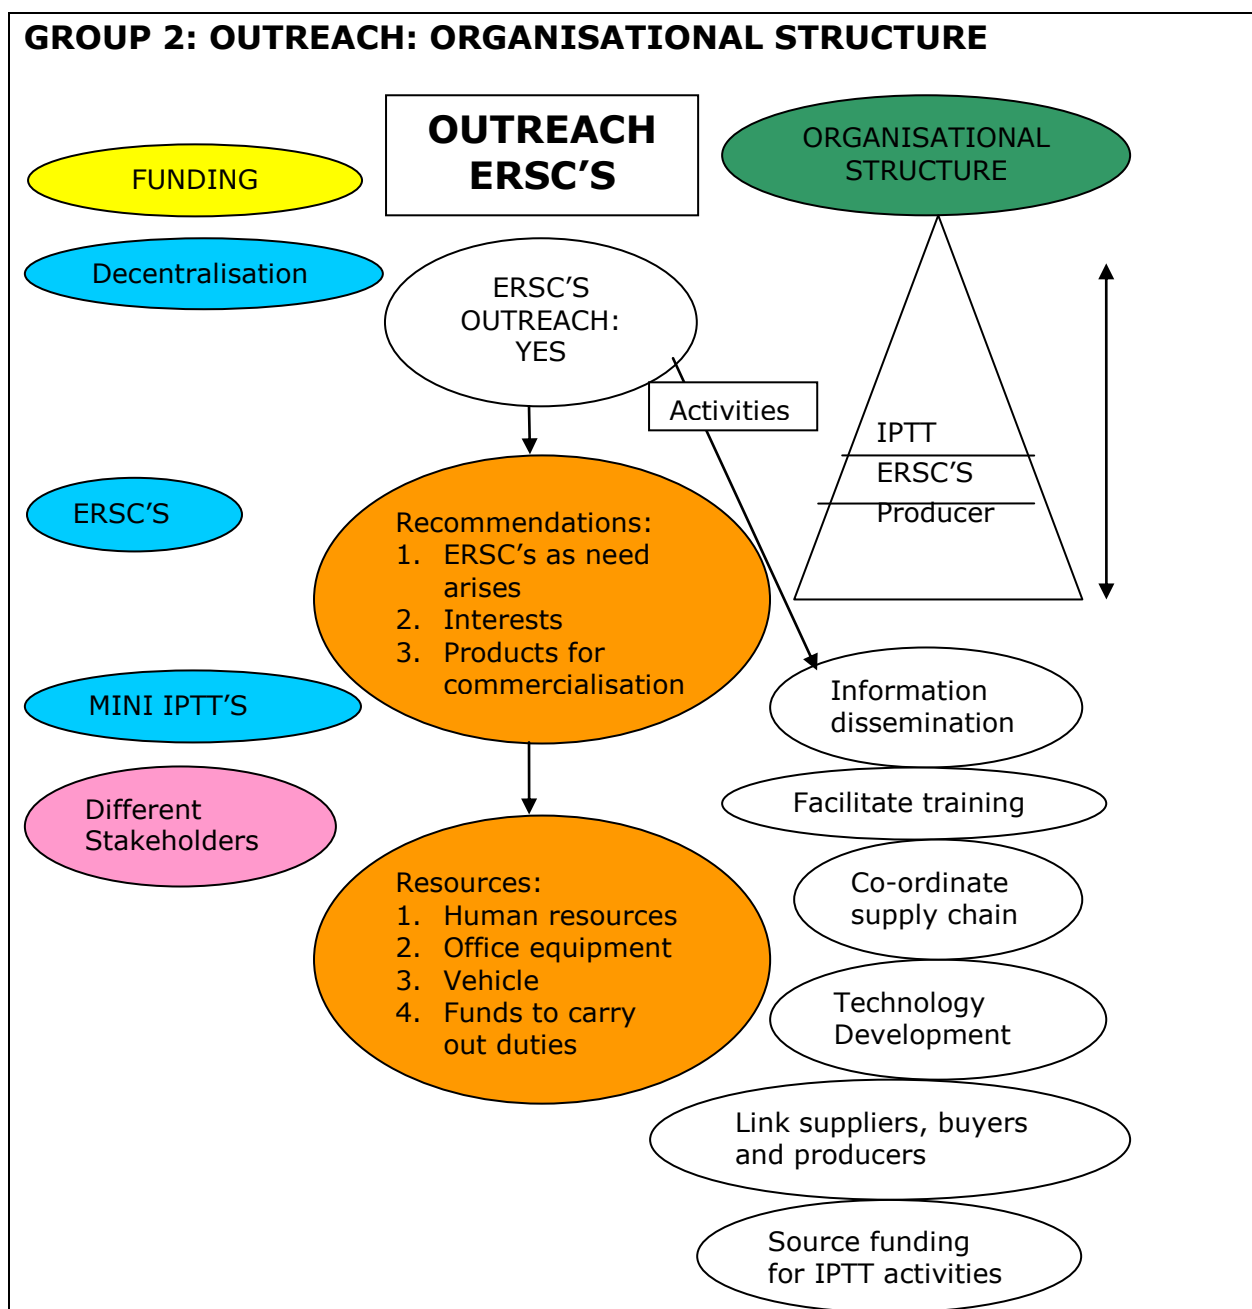 GROUP 2: OUTREACH: ORGANISATIONAL STRUCTURE
OUTREACH
ERSC’S
ORGANISATIONAL
STRUCTURE
FUNDING
Decentralisation
ERSC’S
OUTREACH:
YES
Activities
IPTT
ERSC’S
Producer
ERSC’S
Recommendations:
1. ERSC’s as need
arises
2. Interests
3. Products for
commercialisation
MINI IPTT’S
Information
dissemination
Different
Stakeholders
Facilitate training
Resources:
1. Human resources
2. Office equipment
3. Vehicle
4. Funds to carry
out duties
Co-ordinate
supply chain
Technology
Development
Link suppliers, buyers
and producers
Source funding
for IPTT activities